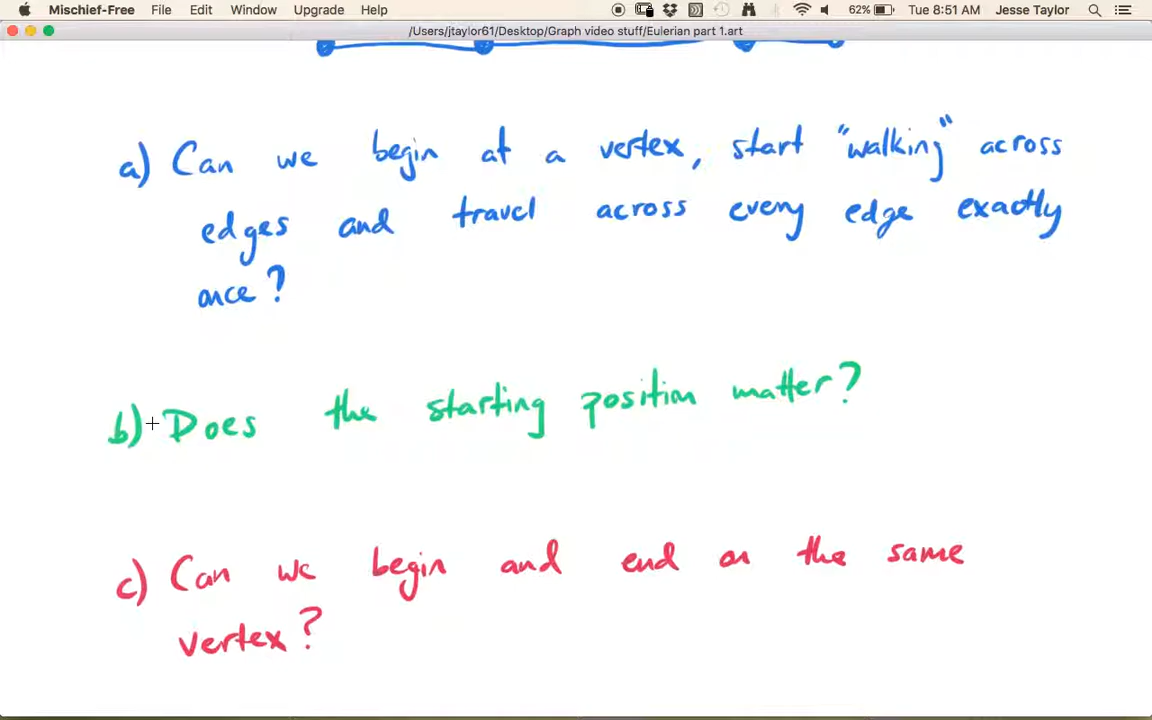 Mischief-Free File Edit Window Upgrade Help 62% Tue 8:51 AM Jesse Taylor
/Users/jtaylor61/Desktop/Graph video stuff/Eulerian part 1.art
a) Can we begin at a vertex, start "walking" across
edges and travel across every edge exactly
once?
b) Does the starting position matter?
c) Can we begin and end on the same
vertex?